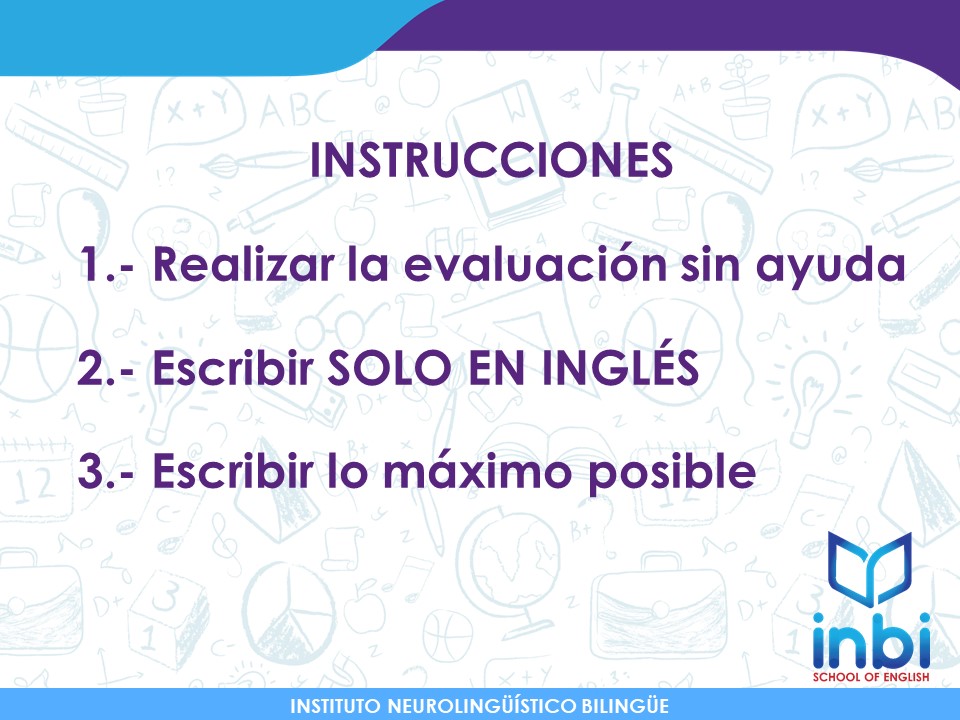 INSTRUCCIONES
1.- Realizar la evaluación sin ayuda
2.- Escribir SOLO EN INGLÉS
3.- Escribir lo máximo posible
inbi
SCHOOL OF ENGLISH
INSTITUTO NEUROLINGÜÍSTICO BILINGÜE